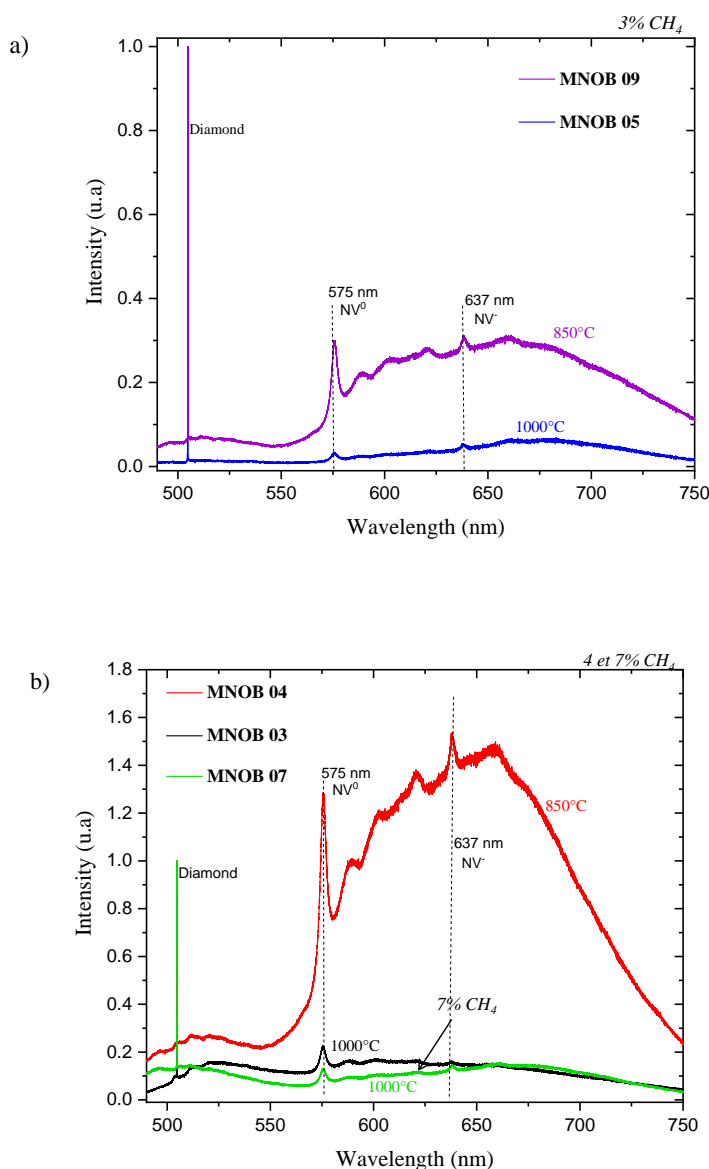 3% CH₄
a)
MNOB 09
MNOB 05
Diamond
575 nm
NV⁰
637 nm
NV⁻
850°C
1000°C
Intensity (u.a)
1.0
0.8
0.6
0.4
0.2
0.0
500 550 600 650 700 750
Wavelength (nm)
4 et 7% CH₄
b)
MNOB 04
MNOB 03
MNOB 07
575 nm
NV⁰
Diamond
637 nm
NV⁻
850°C
7% CH₄
1000°C
1000°C
Intensity (u.a)
1.8
1.6
1.4
1.2
1.0
0.8
0.6
0.4
0.2
0.0
500 550 600 650 700 750
Wavelength (nm)